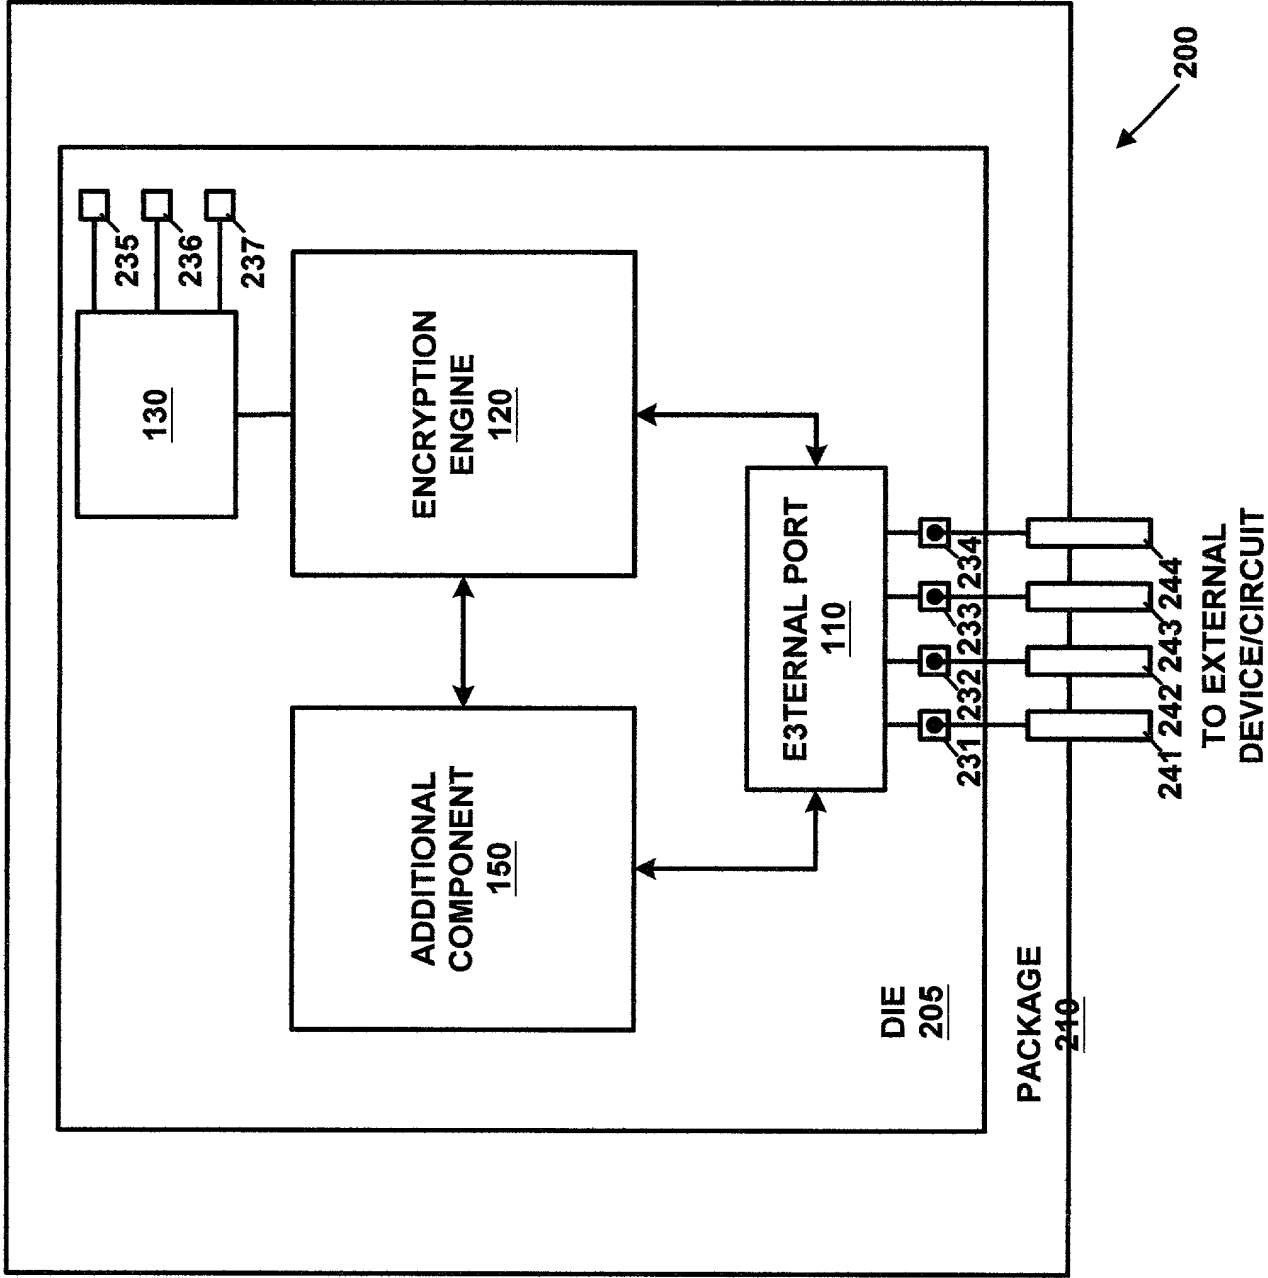 200
235
236
237
130
ENCRYPTION
ENGINE
120
ADDITIONAL
COMPONENT
150
E3TERNAL PORT
110
231
232
233
234
241
242
243
244
DIE
205
PACKAGE
210
TO EXTERNAL
DEVICE/CIRCUIT